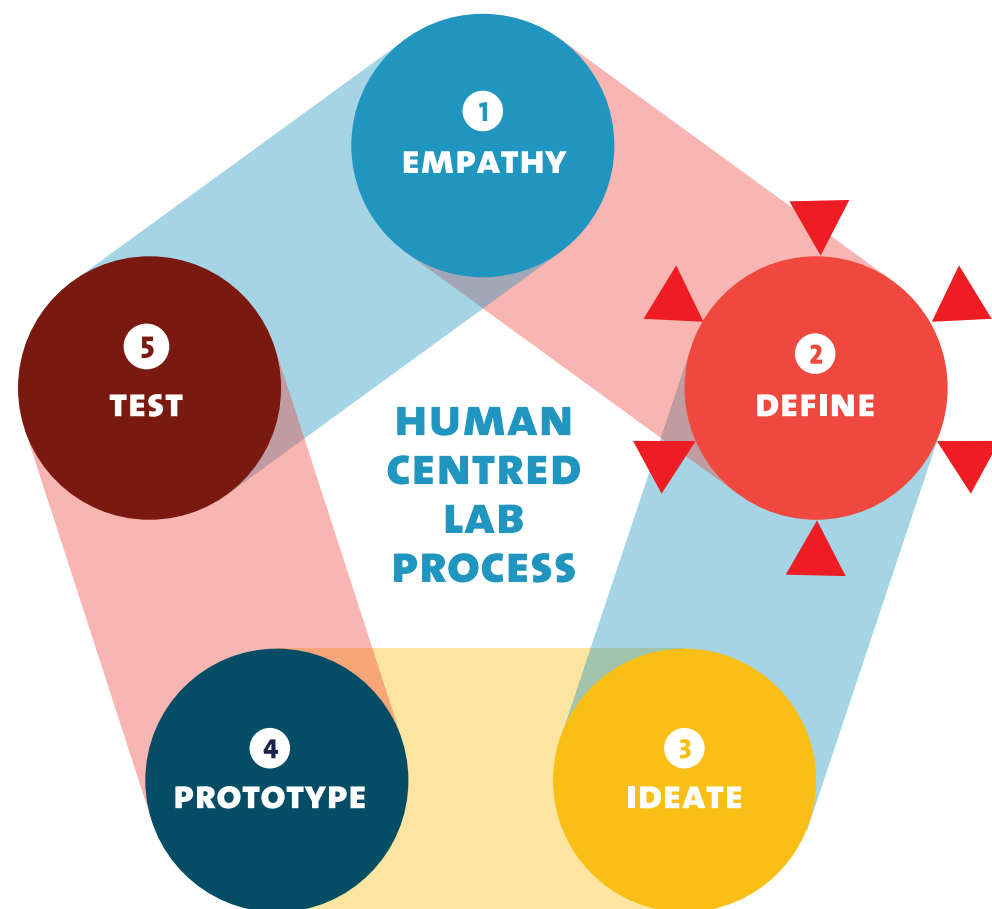 1
EMPATHY
2
DEFINE
3
IDEATE
4
PROTOTYPE
5
TEST
HUMAN
CENTRED
LAB
PROCESS